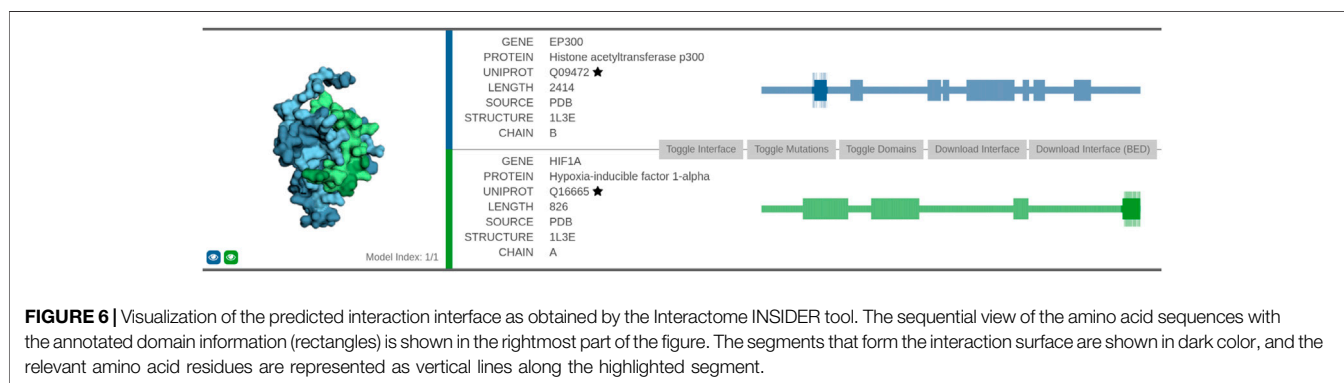 GENE EP300
PROTEIN Histone acetyltransferase p300
UNIPROT Q09472 ★
LENGTH 2414
SOURCE PDB
STRUCTURE 1L3E
CHAIN B
Toggle Interface Toggle Mutations Toggle Domains Download Interface Download Interface (BED)
GENE HIF1A
PROTEIN Hypoxia-inducible factor 1-alpha
UNIPROT Q16665 ★
LENGTH 826
SOURCE PDB
STRUCTURE 1L3E
CHAIN A
Model Index: 1/1
FIGURE 6 | Visualization of the predicted interaction interface as obtained by the Interactome INSIDER tool. The sequential view of the amino acid sequences with
the annotated domain information (rectangles) is shown in the rightmost part of the figure. The segments that form the interaction surface are shown in dark color, and the
relevant amino acid residues are represented as vertical lines along the highlighted segment.